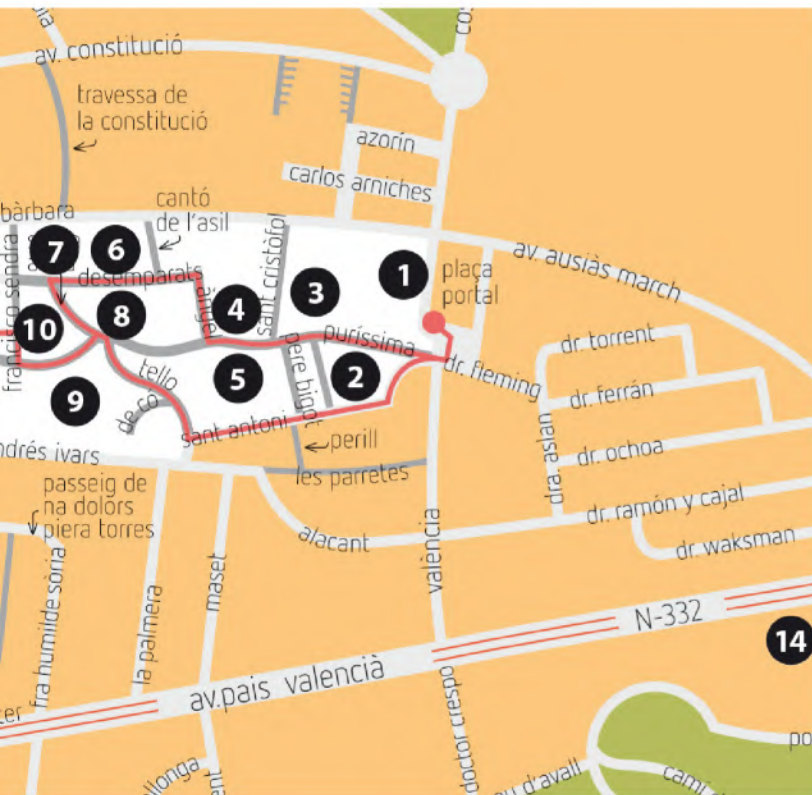 av. constitució
travessa de
la constitució
azorín
carlos arniches
bàrbara
cantó
de l'asil
francisco sendra
7
6
desemparats
àngel
sant cristòfol
1
plaça
portal
av ausiàs march
3
4
8
10
puríssima
dr. fleming
dr. torrent
dr. ferrán
tello
5
pere bigot
2
9
de có
sant antoni
perill
dra. aslan
dr. ochoa
les parretes
passeig de
na dolors
piera torres
alacant
dr. ramón y cajal
dr. waksman
valència
fra humilde sòria
la palmera
maset
N-332
14
av.pais valencià
doctor crespo
d'avall